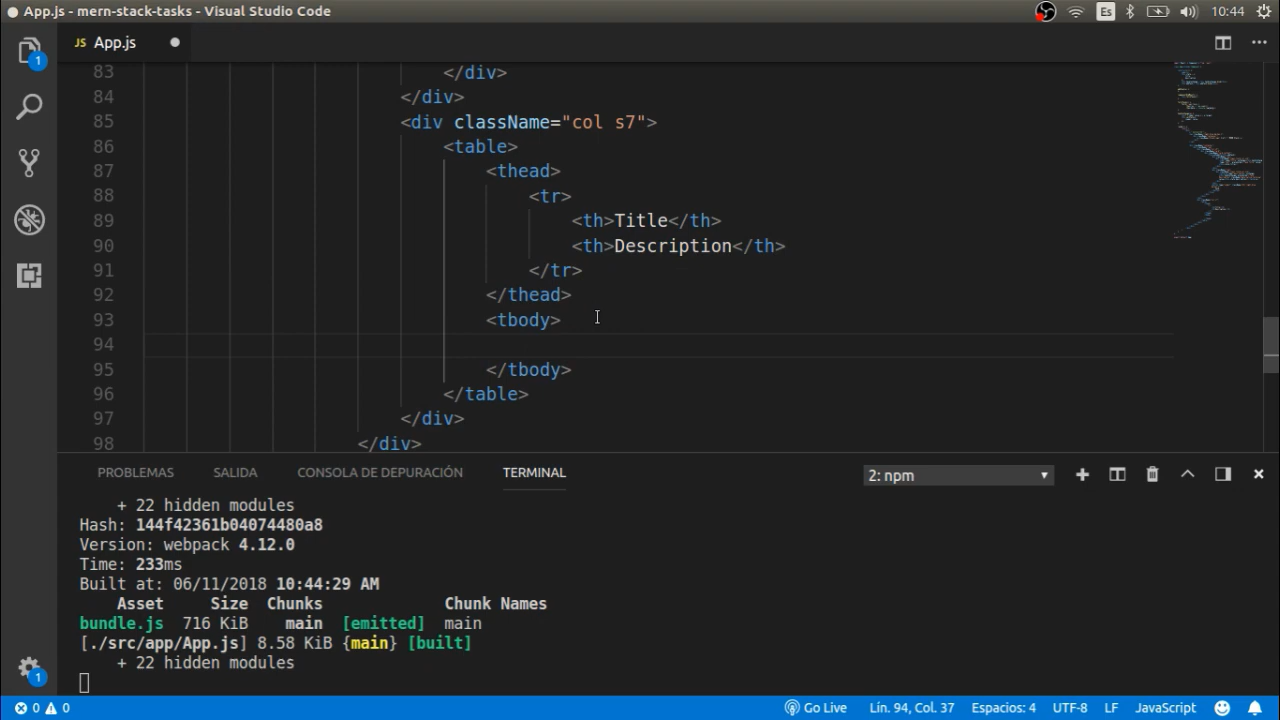 App.js - mern-stack-tasks - Visual Studio Code
Es
10:44
JS App.js
1
83 </div>
84 </div>
85 <div className="col s7">
86 <table>
87 <thead>
88 <tr>
89 <th>Title</th>
90 <th>Description</th>
91 </tr>
92 </thead>
93 <tbody>
94
95 </tbody>
96 </table>
97 </div>
98 </div>
PROBLEMAS SALIDA CONSOLA DE DEPURACIÓN TERMINAL 2: npm
+ 22 hidden modules
Hash: 144f42361b04074480a8
Version: webpack 4.12.0
Time: 233ms
Built at: 06/11/2018 10:44:29 AM
Asset Size Chunks Chunk Names
bundle.js 716 KiB main [emitted] main
[./src/app/App.js] 8.58 KiB {main} [built]
+ 22 hidden modules
1
0 0 Go Live Lín. 94, Col. 37 Espacios: 4 UTF-8 LF JavaScript